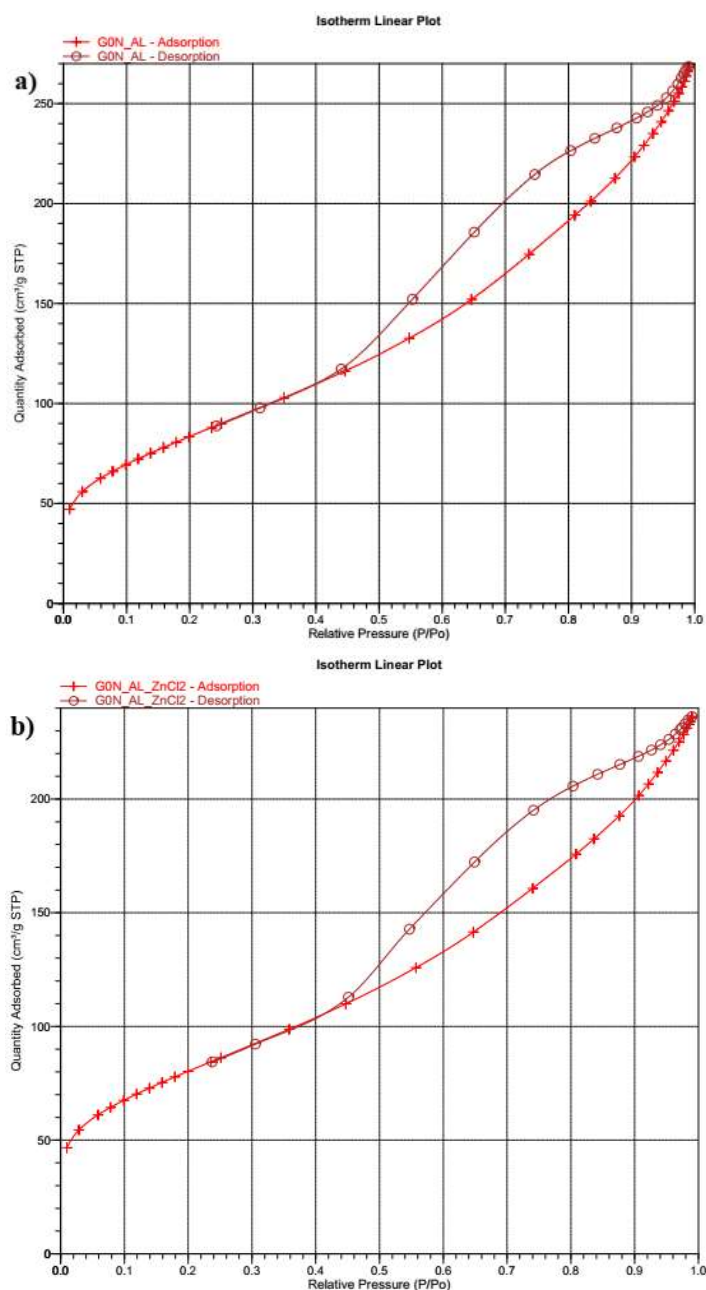 Isotherm Linear Plot
G0N_AL - Adsorption
G0N_AL - Desorption
a)
250
200
150
100
50
0
Quantity Adsorbed (cm³/g STP)
0.0 0.1 0.2 0.3 0.4 0.5 0.6 0.7 0.8 0.9 1.0
Relative Pressure (P/Po)
Isotherm Linear Plot
G0N_AL_ZnCl2 - Adsorption
G0N_AL_ZnCl2 - Desorption
b)
200
150
100
50
0
Quantity Adsorbed (cm³/g STP)
0.0 0.1 0.2 0.3 0.4 0.5 0.6 0.7 0.8 0.9 1.0
Relative Pressure (P/Po)